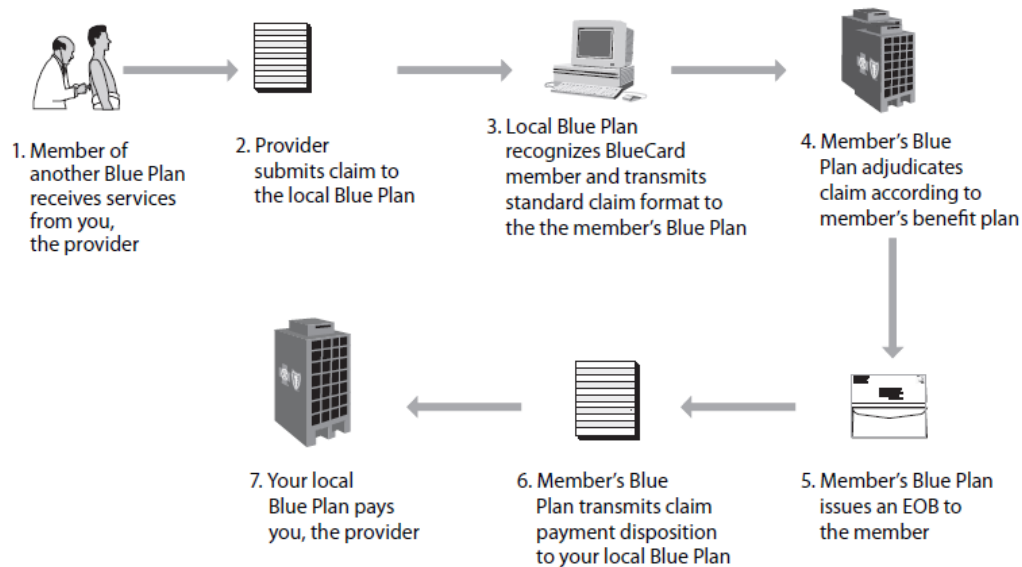 1. Member of
another Blue Plan
receives services
from you,
the provider
2. Provider
submits claim to
the local Blue Plan
3. Local Blue Plan
recognizes BlueCard
member and transmits
standard claim format to
the the member's Blue Plan
4. Member's Blue
Plan adjudicates
claim according to
member's benefit plan
5. Member's Blue Plan
issues an EOB to
the member
6. Member's Blue
Plan transmits claim
payment disposition
to your local Blue Plan
7. Your local
Blue Plan pays
you, the provider